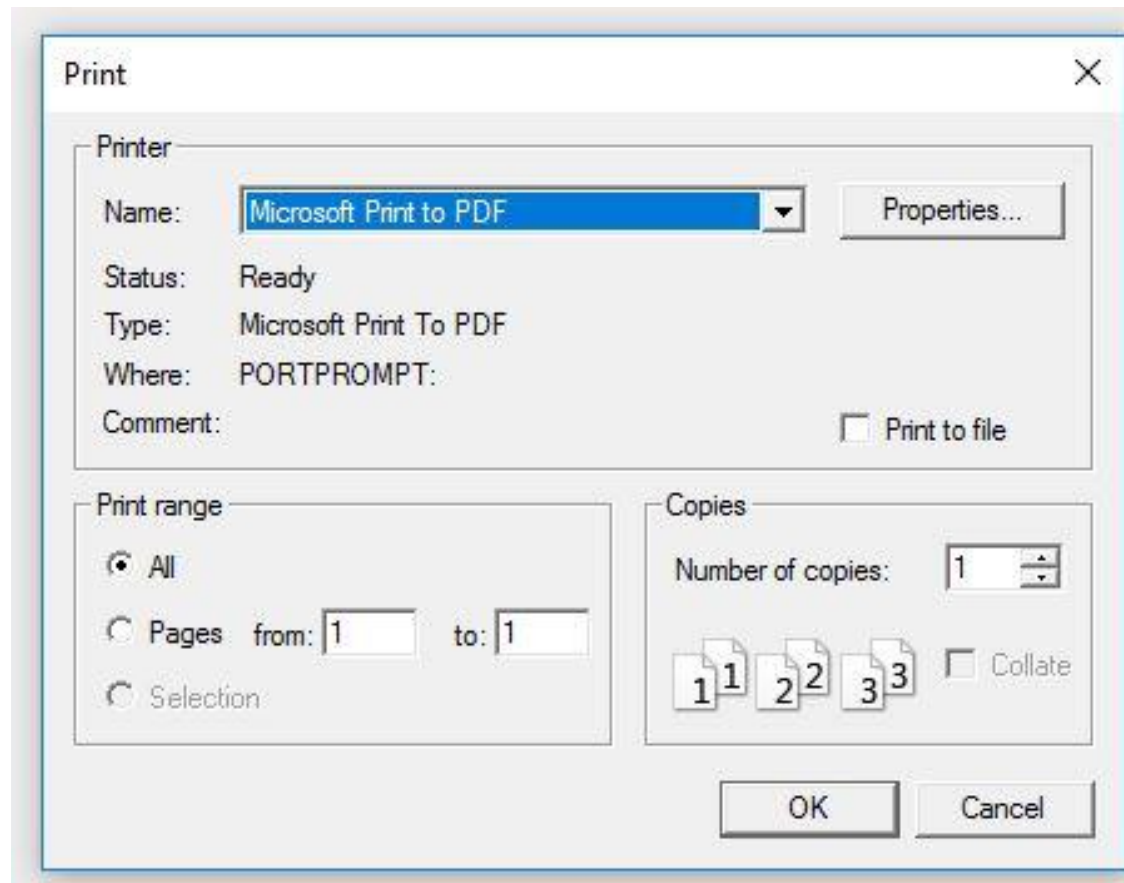 Print
Printer
Name: Microsoft Print to PDF Properties...
Status: Ready
Type: Microsoft Print To PDF
Where: PORTPROMPT:
Comment:
Print to file
Print range
All
Pages from: 1 to: 1
Selection
Copies
Number of copies: 1
1 1 2 2 3 3 Collate
OK Cancel